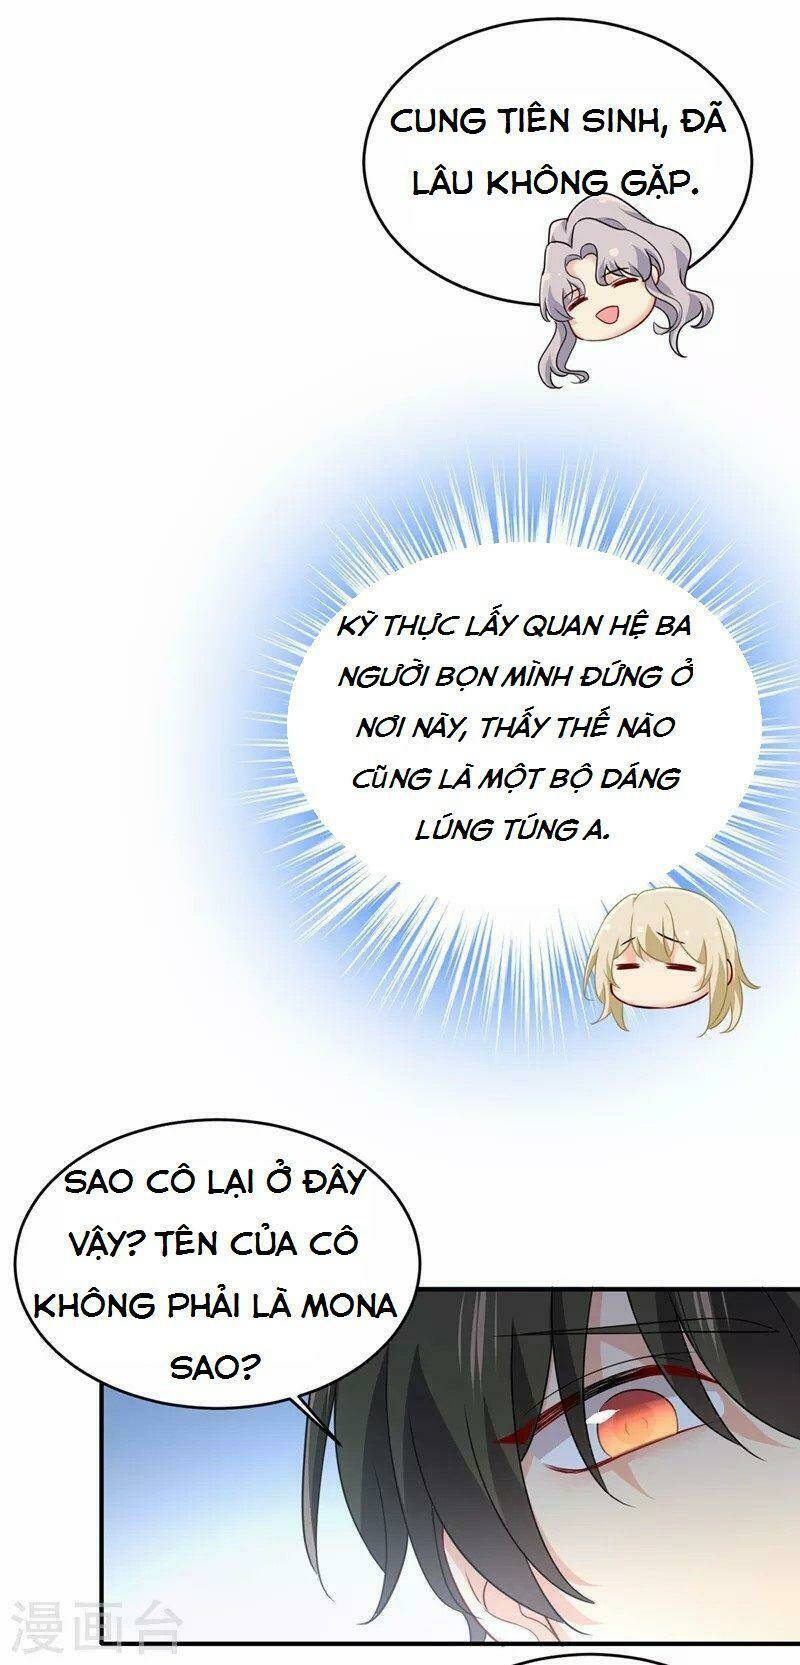 CUNG TIÊN SINH, ĐÃ
LÂU KHÔNG GẶP.
KỲ THỰC LẤY QUAN HỆ BA
NGƯỜI BỌN MÌNH ĐỨNG Ở
NƠI NÀY, THẤY THẾ NÀO
CŨNG LÀ MỘT BỘ DÁNG
LÚNG TÚNG A.
SAO CÔ LẠI Ở ĐÂY
VẬY? TÊN CỦA CÔ
KHÔNG PHẢI LÀ MONA
SAO?
漫画台